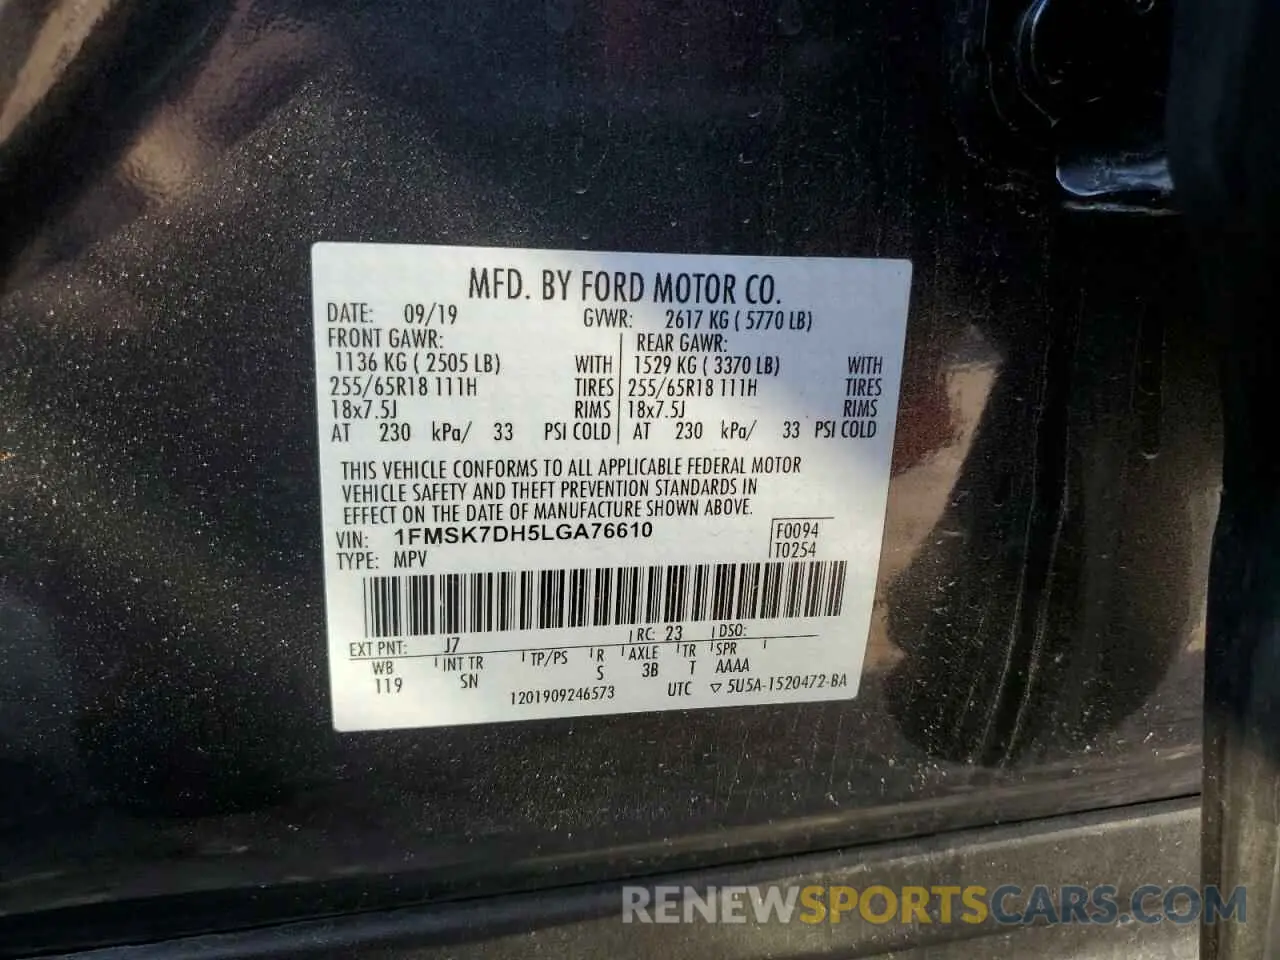 MFD. BY FORD MOTOR CO.
DATE: 09/19 GVWR: 2617 KG ( 5770 LB)
FRONT GAWR: REAR GAWR:
1136 KG ( 2505 LB) WITH 1529 KG ( 3370 LB) WITH
255/65R18 111H TIRES 255/65R18 111H TIRES
18x7.5J RIMS 18x7.5J RIMS
AT 230 kPa/ 33 PSI COLD AT 230 kPa/ 33 PSI COLD
THIS VEHICLE CONFORMS TO ALL APPLICABLE FEDERAL MOTOR
VEHICLE SAFETY AND THEFT PREVENTION STANDARDS IN
EFFECT ON THE DATE OF MANUFACTURE SHOWN ABOVE.
VIN: 1FMSK7DH5LGA76610 F0094
TYPE: MPV T0254
EXT PNT: J7 RC: 23 DSO:
WB INT TR TP/PS R AXLE TR SPR
119 SN S 3B T AAAA
1201909246573 UTC ▽ 5U5A-1520472-BA
RENEWSPORTSCARS.COM